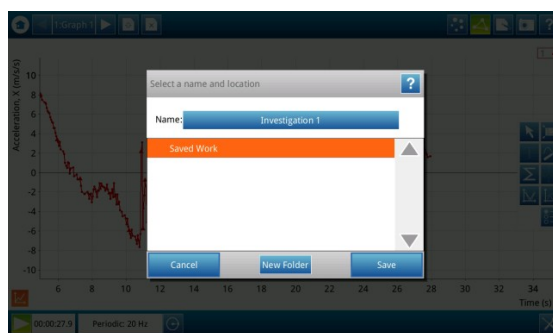 1:Graph 1
Acceleration, X (m/s/s)
10
8
6
4
2
0
-2
-4
-6
-8
-10
Select a name and location
?
Name:
Investigation 1
Saved Work
Cancel
New Folder
Save
6 8 10 12 14 16 18 20 22 24 26 28 30 32 34
Time (s)
00:00:27.9
Periodic: 20 Hz